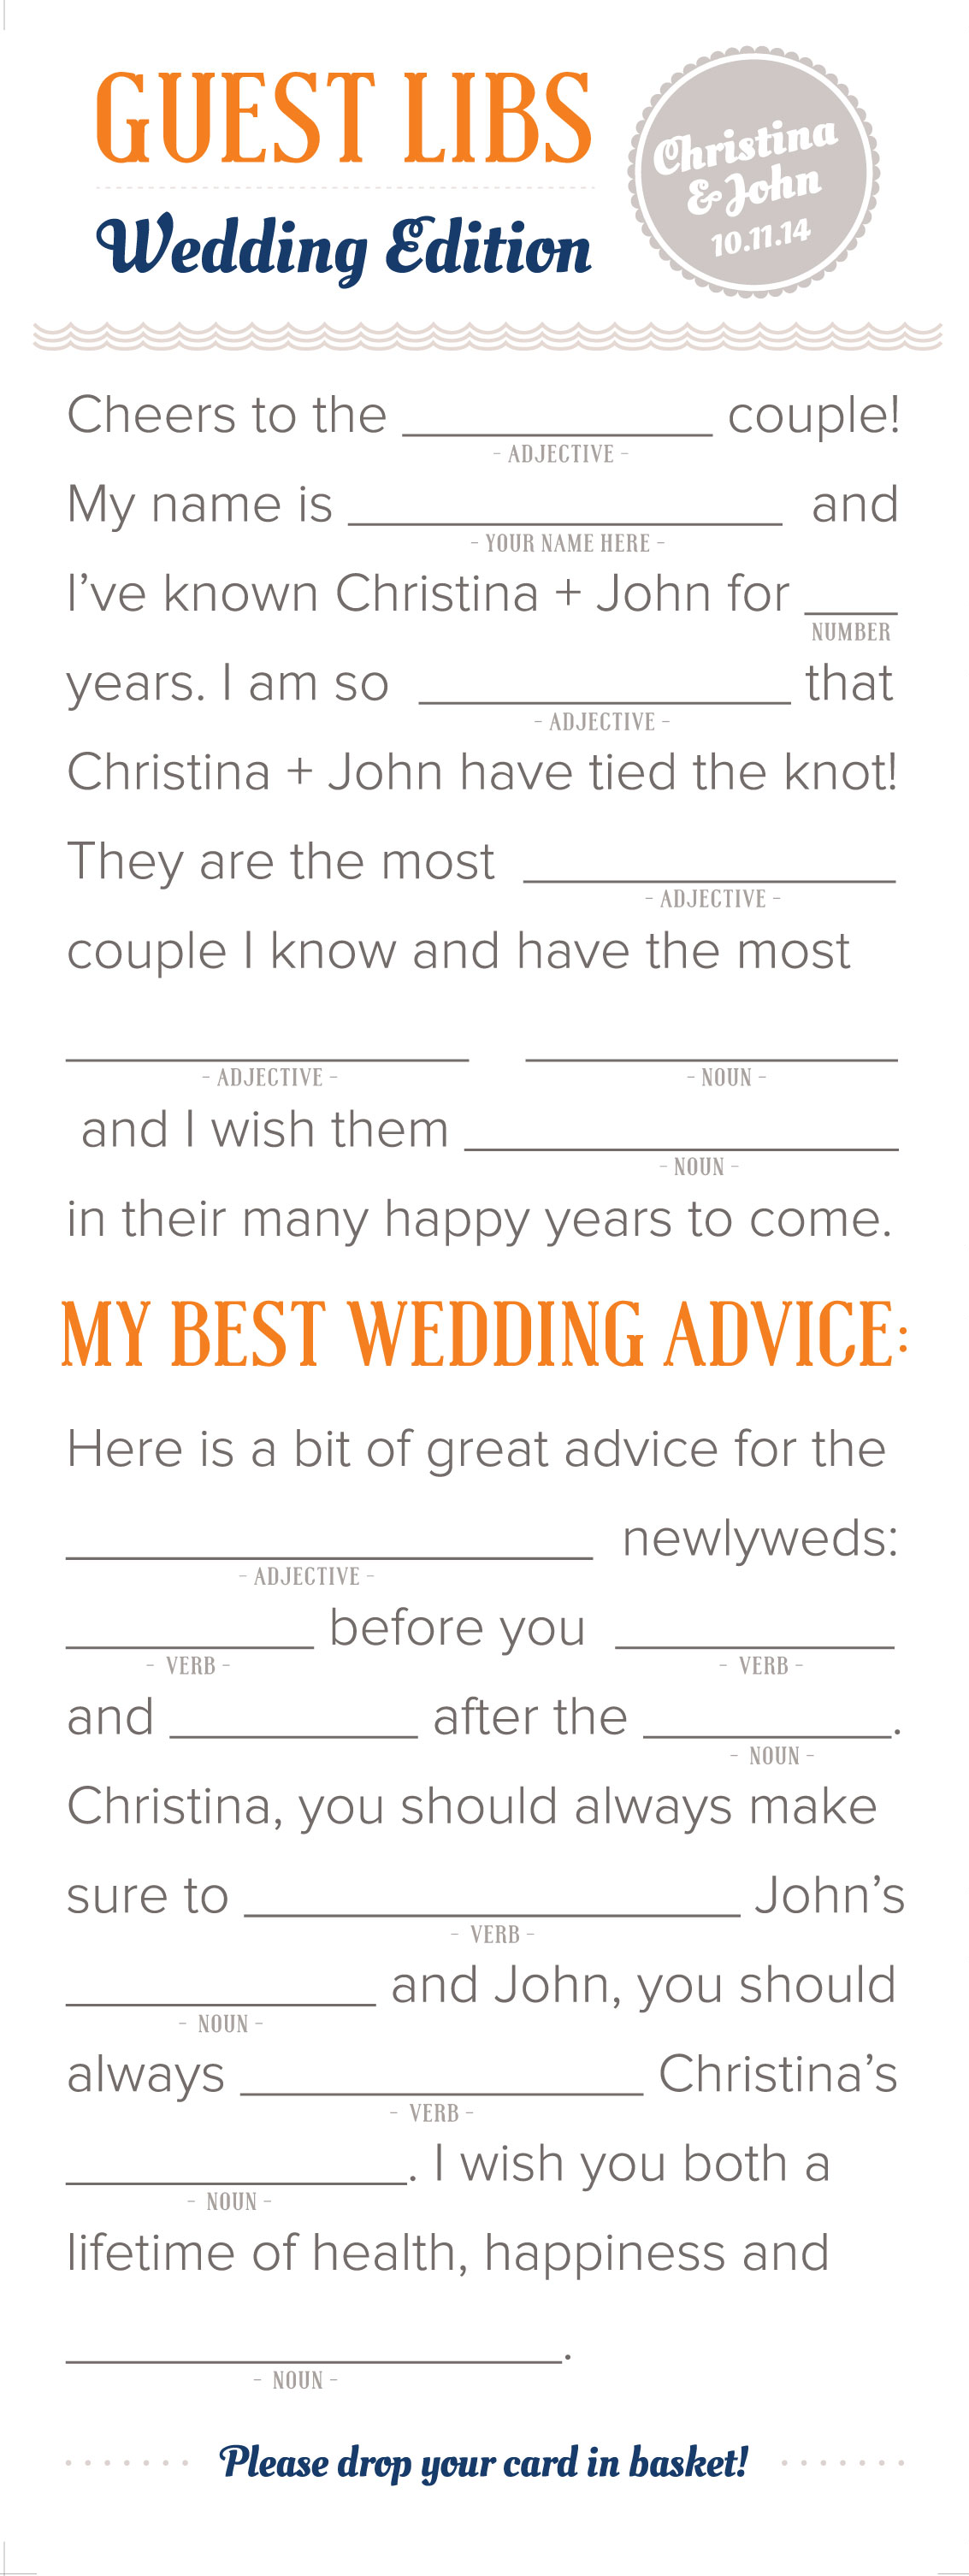 GUEST LIBS
Wedding Edition
Christina
& John
10.11.14
Cheers to the ____________ couple!
- ADJECTIVE -
My name is ________________ and
- YOUR NAME HERE -
I’ve known Christina + John for ____
NUMBER
years. I am so ______________ that
- ADJECTIVE -
Christina + John have tied the knot!
They are the most ______________
- ADJECTIVE -
couple I know and have the most
_______________ ______________
- ADJECTIVE - - NOUN -
and I wish them ________________
- NOUN -
in their many happy years to come.
MY BEST WEDDING ADVICE:
Here is a bit of great advice for the
____________________ newlyweds:
- ADJECTIVE -
_________ before you __________
- VERB - - VERB -
and _________ after the _________.
- NOUN -
Christina, you should always make
sure to __________________ John’s
- VERB -
___________ and John, you should
- NOUN -
always _______________ Christina’s
- VERB -
____________. I wish you both a
- NOUN -
lifetime of health, happiness and
__________________.
- NOUN -
Please drop your card in basket!